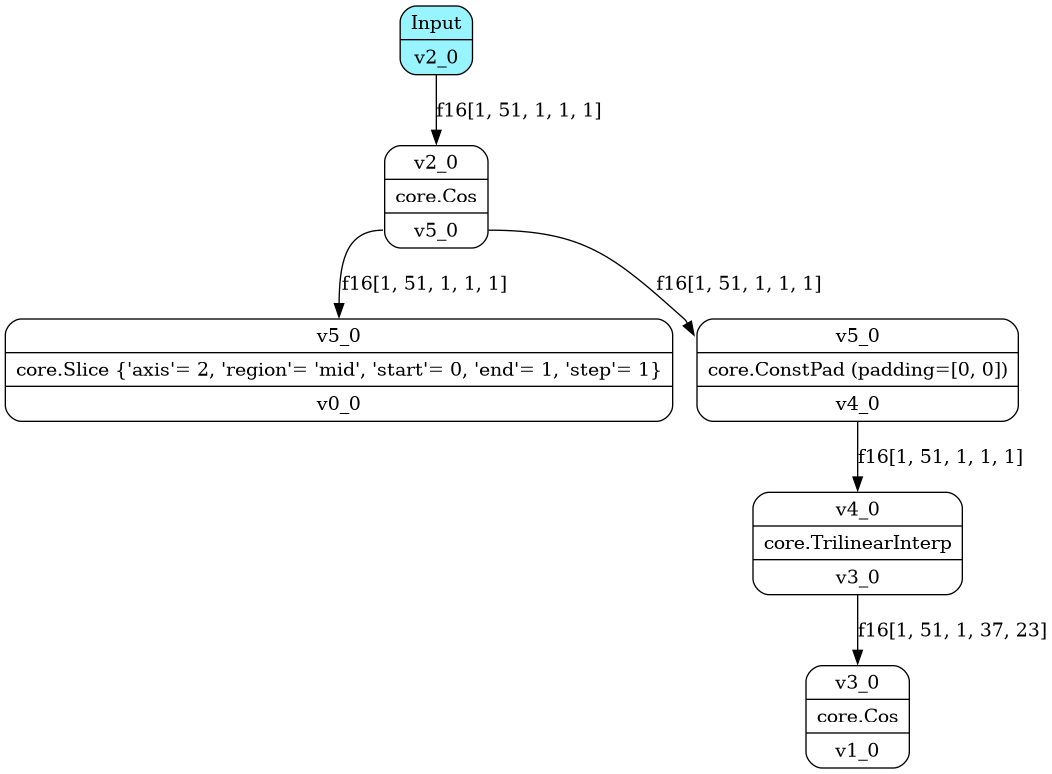 Input
v2_0
f16[1, 51, 1, 1, 1]
v2_0
core.Cos
v5_0
f16[1, 51, 1, 1, 1]
f16[1, 51, 1, 1, 1]
v5_0
core.Slice {'axis'= 2, 'region'= 'mid', 'start'= 0, 'end'= 1, 'step'= 1}
v0_0
v5_0
core.ConstPad (padding=[0, 0])
v4_0
f16[1, 51, 1, 1, 1]
v4_0
core.TrilinearInterp
v3_0
f16[1, 51, 1, 37, 23]
v3_0
core.Cos
v1_0